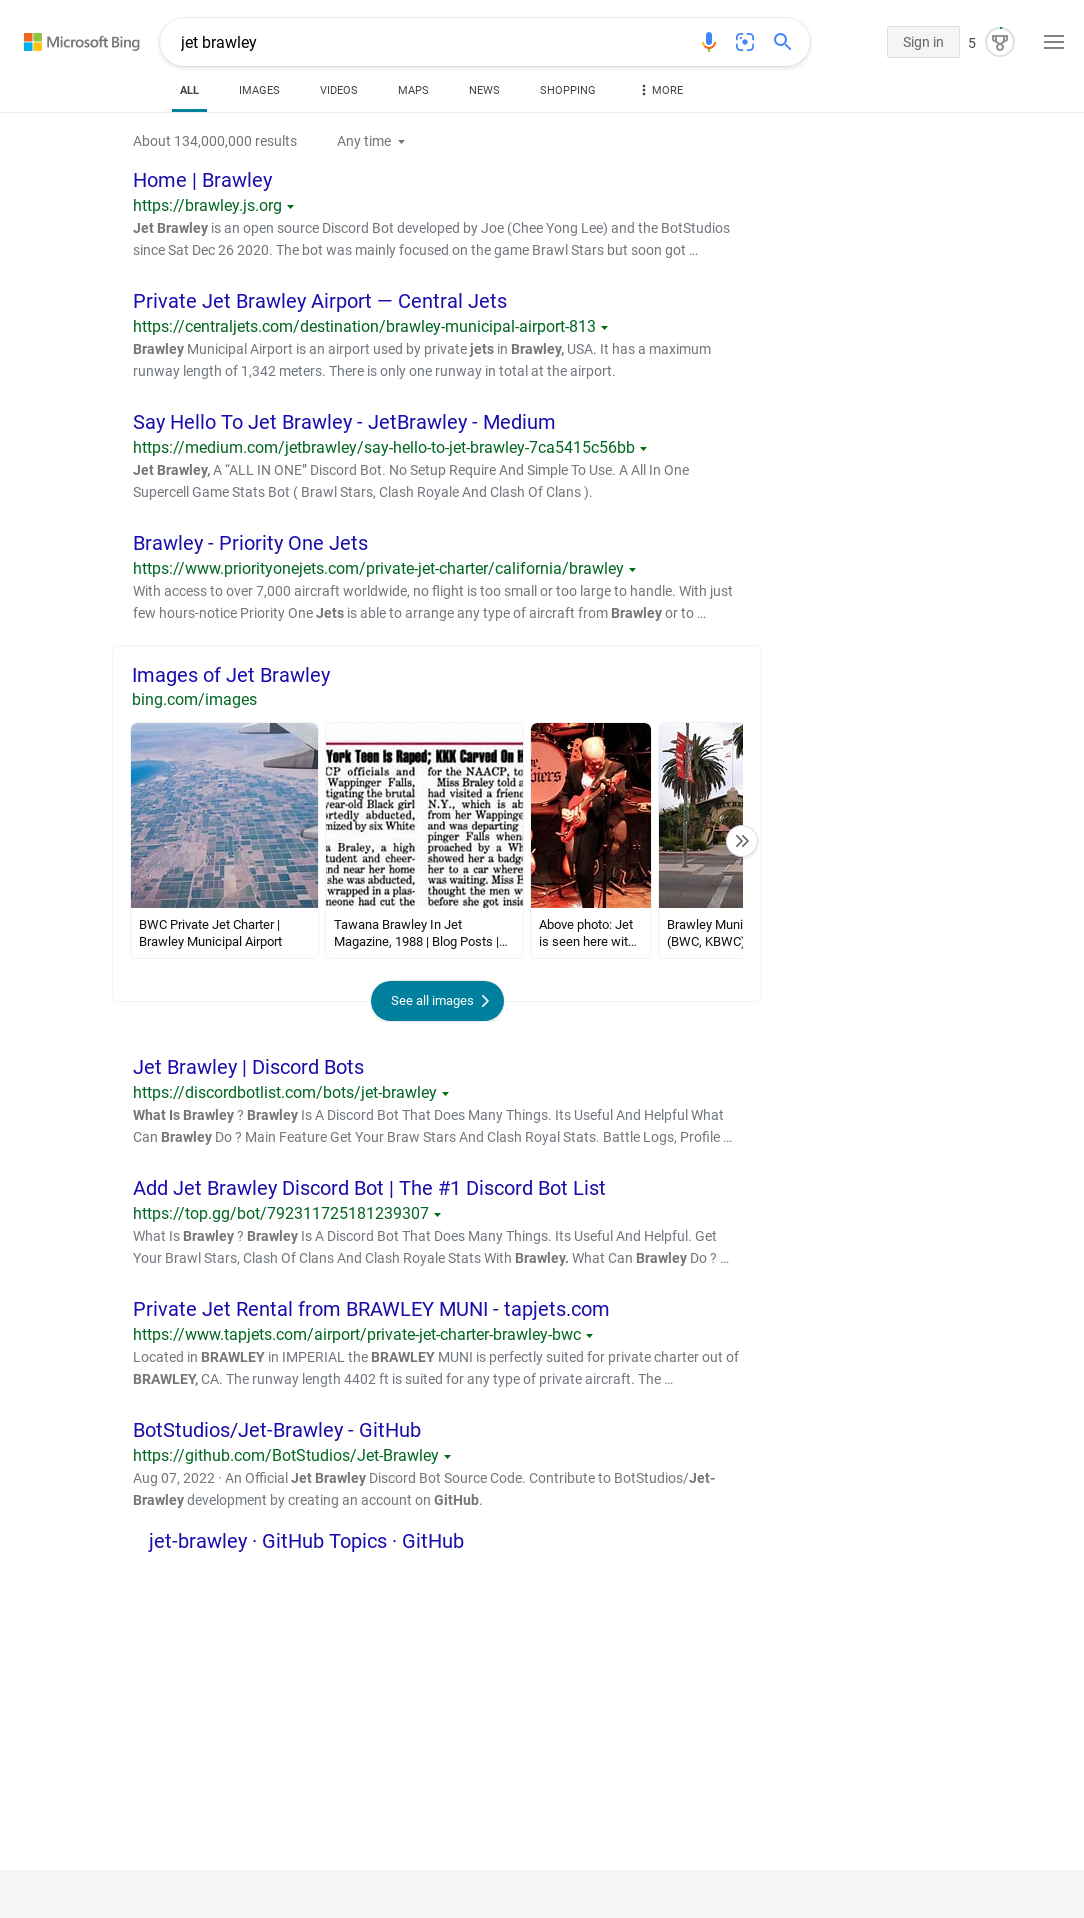 Microsoft Bing
jet brawley
Sign in
5
ALL
IMAGES
VIDEOS
MAPS
NEWS
SHOPPING
MORE
About 134,000,000 results
Any time
Home | Brawley
https://brawley.js.org
Jet Brawley is an open source Discord Bot developed by Joe (Chee Yong Lee) and the BotStudios
since Sat Dec 26 2020. The bot was mainly focused on the game Brawl Stars but soon got ...
Private Jet Brawley Airport — Central Jets
https://centraljets.com/destination/brawley-municipal-airport-813
Brawley Municipal Airport is an airport used by private jets in Brawley, USA. It has a maximum
runway length of 1,342 meters. There is only one runway in total at the airport.
Say Hello To Jet Brawley - JetBrawley - Medium
https://medium.com/jetbrawley/say-hello-to-jet-brawley-7ca5415c56bb
Jet Brawley, A “ALL IN ONE” Discord Bot. No Setup Require And Simple To Use. A All In One
Supercell Game Stats Bot ( Brawl Stars, Clash Royale And Clash Of Clans ).
Brawley - Priority One Jets
https://www.priorityonejets.com/private-jet-charter/california/brawley
With access to over 7,000 aircraft worldwide, no flight is too small or too large to handle. With just
few hours-notice Priority One Jets is able to arrange any type of aircraft from Brawley or to ...
Images of Jet Brawley
bing.com/images
York Teen Is Raped; KKK Carved On H
CP officials and
Wappinger Falls,
tigating the brutal
year-old Black girl
ortedly abducted,
mized by six White
a Braley, a high
tudent and cheer-
nd near her home
she was abducted,
wrapped in a plas-
meone had cut the
for the NAACP, to
Miss Braley told a
had visited a friend
N.Y., which is ab
from her Wappinge
and was departing
pinger Falls when
proached by a Wh
showed her a badge
her to a car where
was waiting. Miss B
thought the men w
before she got insid
BWC Private Jet Charter |
Brawley Municipal Airport
Tawana Brawley In Jet
Magazine, 1988 | Blog Posts |...
Above photo: Jet
is seen here wit...
Brawley Muni
(BWC, KBWC)
See all images
Jet Brawley | Discord Bots
https://discordbotlist.com/bots/jet-brawley
What Is Brawley ? Brawley Is A Discord Bot That Does Many Things. Its Useful And Helpful What
Can Brawley Do ? Main Feature Get Your Braw Stars And Clash Royal Stats. Battle Logs, Profile ...
Add Jet Brawley Discord Bot | The #1 Discord Bot List
https://top.gg/bot/792311725181239307
What Is Brawley ? Brawley Is A Discord Bot That Does Many Things. Its Useful And Helpful. Get
Your Brawl Stars, Clash Of Clans And Clash Royale Stats With Brawley. What Can Brawley Do ? ...
Private Jet Rental from BRAWLEY MUNI - tapjets.com
https://www.tapjets.com/airport/private-jet-charter-brawley-bwc
Located in BRAWLEY in IMPERIAL the BRAWLEY MUNI is perfectly suited for private charter out of
BRAWLEY, CA. The runway length 4402 ft is suited for any type of private aircraft. The ...
BotStudios/Jet-Brawley - GitHub
https://github.com/BotStudios/Jet-Brawley
Aug 07, 2022 · An Official Jet Brawley Discord Bot Source Code. Contribute to BotStudios/Jet-
Brawley development by creating an account on GitHub.
jet-brawley · GitHub Topics · GitHub